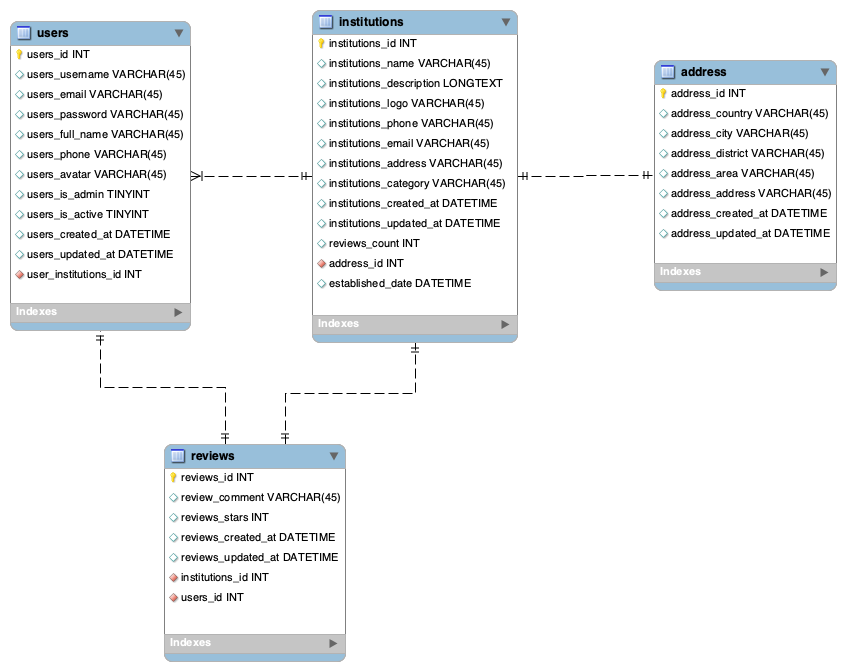 users
users_id INT
users_username VARCHAR(45)
users_email VARCHAR(45)
users_password VARCHAR(45)
users_full_name VARCHAR(45)
users_phone VARCHAR(45)
users_avatar VARCHAR(45)
users_is_admin TINYINT
users_is_active TINYINT
users_created_at DATETIME
users_updated_at DATETIME
user_institutions_id INT
Indexes
institutions
institutions_id INT
institutions_name VARCHAR(45)
institutions_description LONGTEXT
institutions_logo VARCHAR(45)
institutions_phone VARCHAR(45)
institutions_email VARCHAR(45)
institutions_address VARCHAR(45)
institutions_category VARCHAR(45)
institutions_created_at DATETIME
institutions_updated_at DATETIME
reviews_count INT
address_id INT
established_date DATETIME
Indexes
address
address_id INT
address_country VARCHAR(45)
address_city VARCHAR(45)
address_district VARCHAR(45)
address_area VARCHAR(45)
address_address VARCHAR(45)
address_created_at DATETIME
address_updated_at DATETIME
Indexes
reviews
reviews_id INT
review_comment VARCHAR(45)
reviews_stars INT
reviews_created_at DATETIME
reviews_updated_at DATETIME
institutions_id INT
users_id INT
Indexes